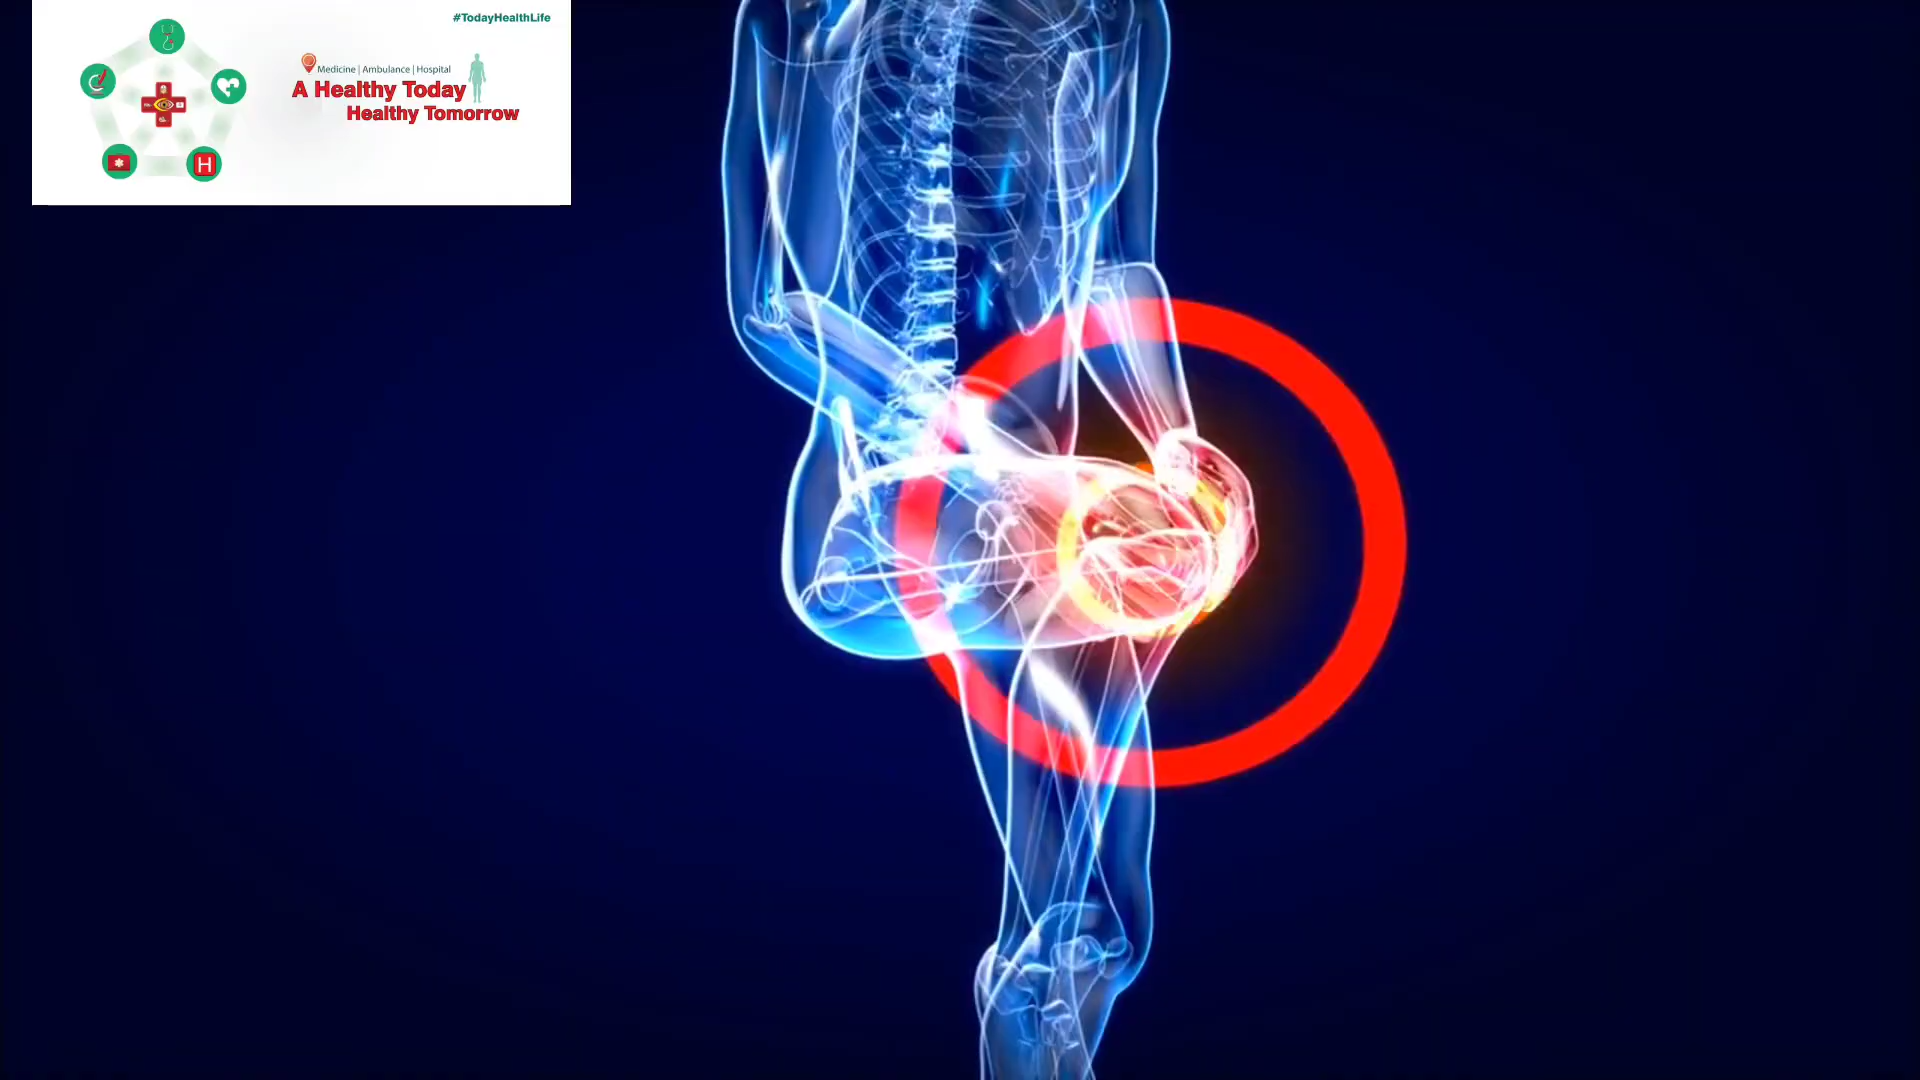 #TodayHealthLife
Medicine | Ambulance | Hospital
A Healthy Today
Healthy Tomorrow
H